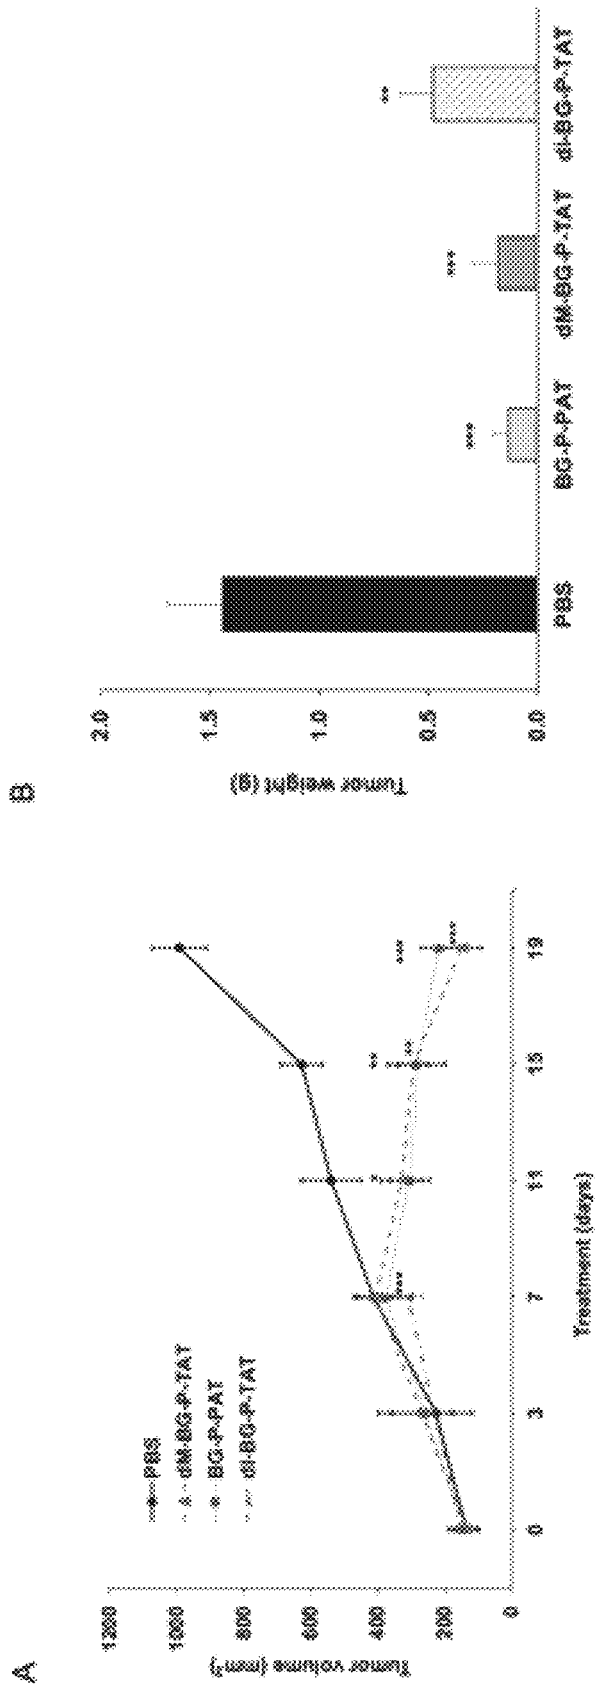 A
Tumor volume (mm³)
1200
1000
800
600
400
200
0
PBS
dM-BG-P-TAT
BG-P-PAT
dI-BG-P-TAT
***
**
**
*
***
***
0
3
7
11
15
19
Treatment (days)
B
Tumor weight (g)
2.0
1.5
1.0
0.5
0.0
***
***
**
PBS
BG-P-PAT
dM-BG-P-TAT
dI-BG-P-TAT